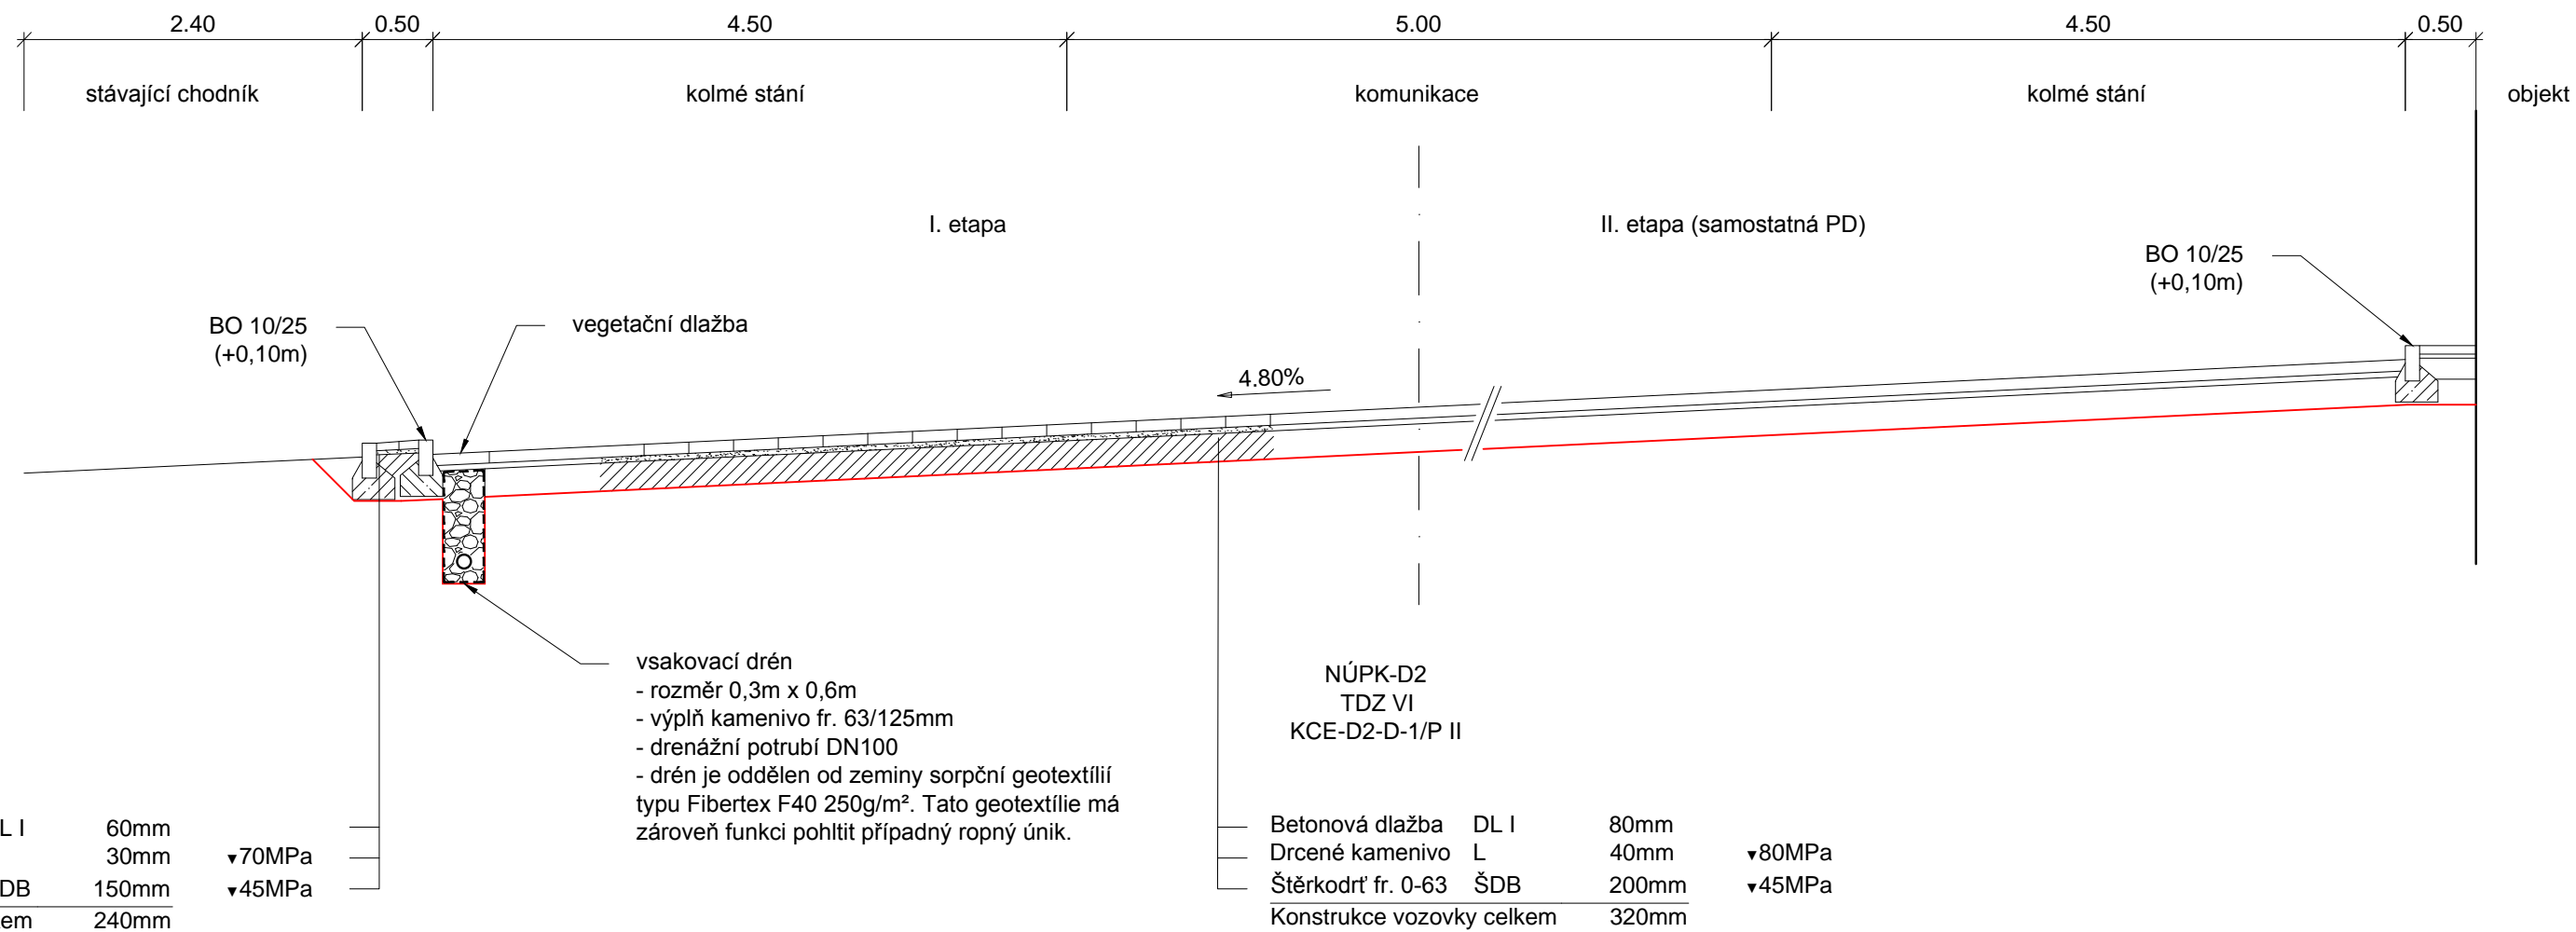 2.40 0.50 4.50 5.00 4.50 0.50
stávající chodník kolmé stání komunikace kolmé stání objekt
I. etapa II. etapa (samostatná PD)
BO 10/25
(+0,10m)
BO 10/25
(+0,10m)
vegetační dlažba
4.80%
vsakovací drén
- rozměr 0,3m x 0,6m
- výplň kamenivo fr. 63/125mm
- drenážní potrubí DN100
- drén je oddělen od zeminy sorpční geotextílií
typu Fibertex F40 250g/m². Tato geotextílie má
zároveň funkci pohltit případný ropný únik.
NÚPK-D2
TDZ VI
KCE-D2-D-1/P II
L I 60mm
30mm ▾70MPa
DB 150mm ▾45MPa
em 240mm
Betonová dlažba DL I 80mm
Drcené kamenivo L 40mm ▾80MPa
Štěrkodrť fr. 0-63 ŠDB 200mm ▾45MPa
Konstrukce vozovky celkem 320mm